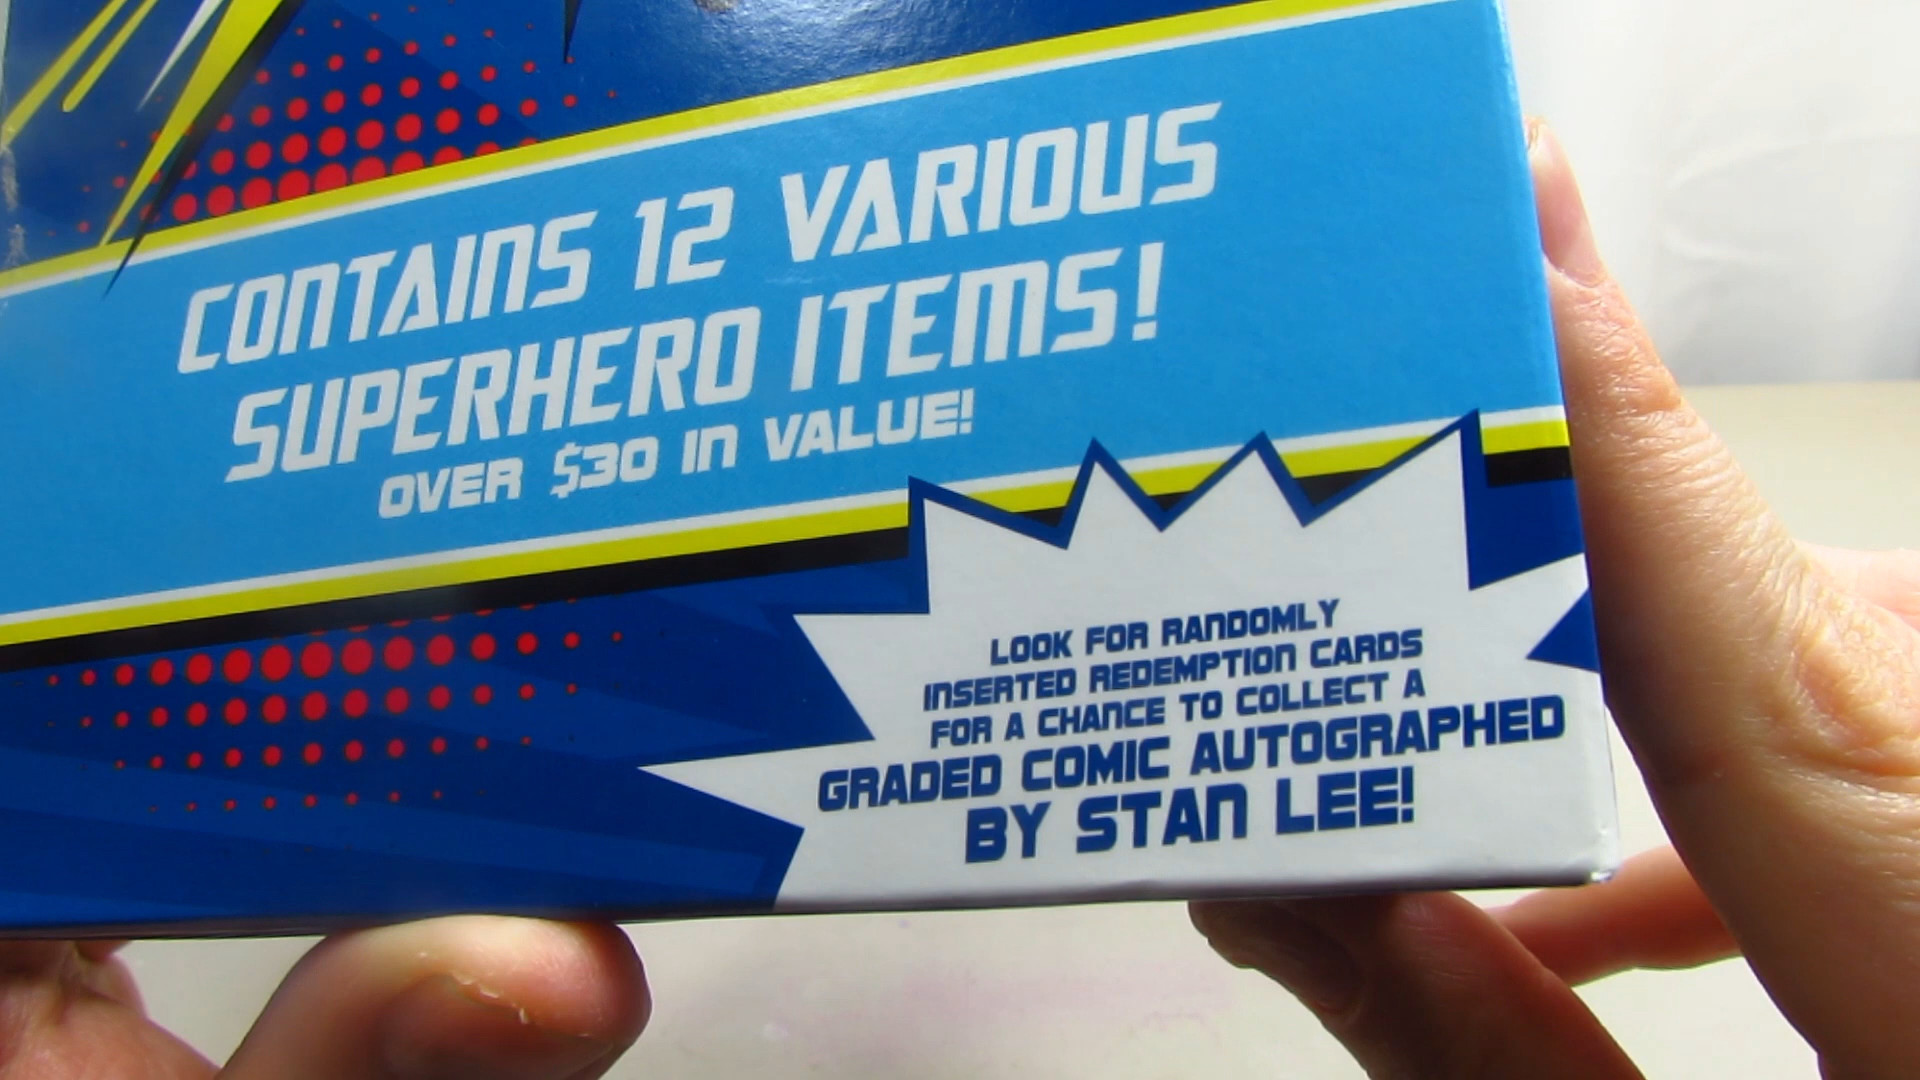 CONTAINS 12 VARIOUS
SUPERHERO ITEMS!
OVER $30 IN VALUE!
LOOK FOR RANDOMLY
INSERTED REDEMPTION CARDS
FOR A CHANCE TO COLLECT A
GRADED COMIC AUTOGRAPHED
BY STAN LEE!